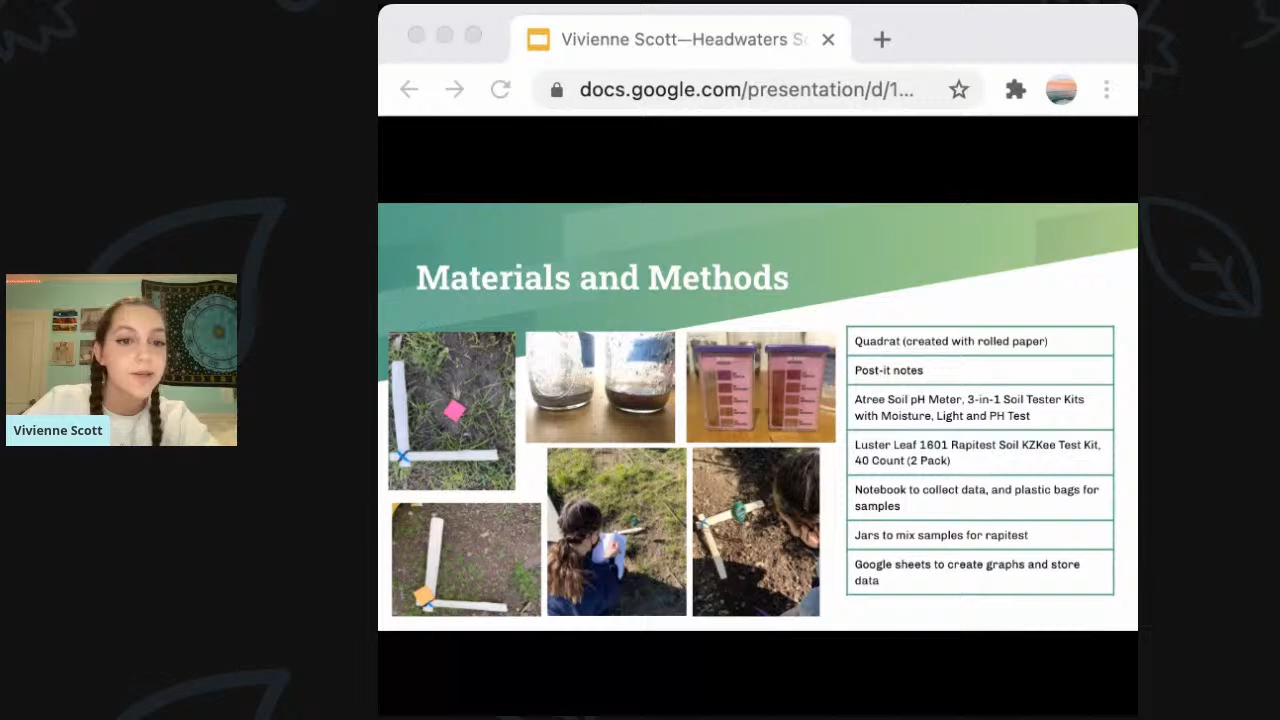 Vivienne Scott—Headwaters Sc
docs.google.com/presentation/d/1...
Materials and Methods
Quadrat (created with rolled paper)
Post-it notes
Atree Soil pH Meter, 3-in-1 Soil Tester Kits
with Moisture, Light and PH Test
Luster Leaf 1601 Rapitest Soil KZKee Test Kit,
40 Count (2 Pack)
Notebook to collect data, and plastic bags for
samples
Jars to mix samples for rapitest
Google sheets to create graphs and store
data
Vivienne Scott